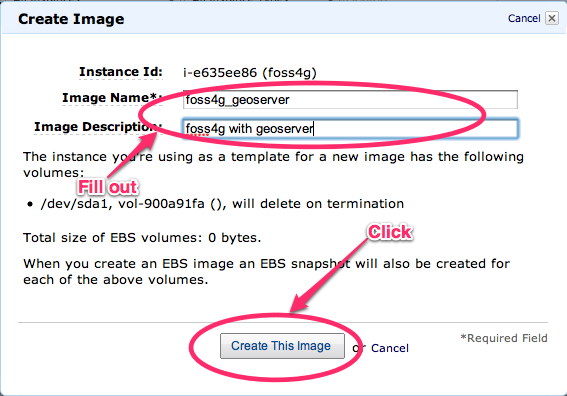 Create Image
Cancel
Instance Id: i-e635ee86 (foss4g)
Image Name*: foss4g_geoserver
Image Description: foss4g with geoserver
The instance you're using as a template for a new image has the following
volumes:
Fill out
• /dev/sda1, vol-900a91fa (), will delete on termination
Total size of EBS volumes: 0 bytes.
Click
When you create an EBS image an EBS snapshot will also be created for
each of the above volumes.
*Required Field
Create This Image or Cancel